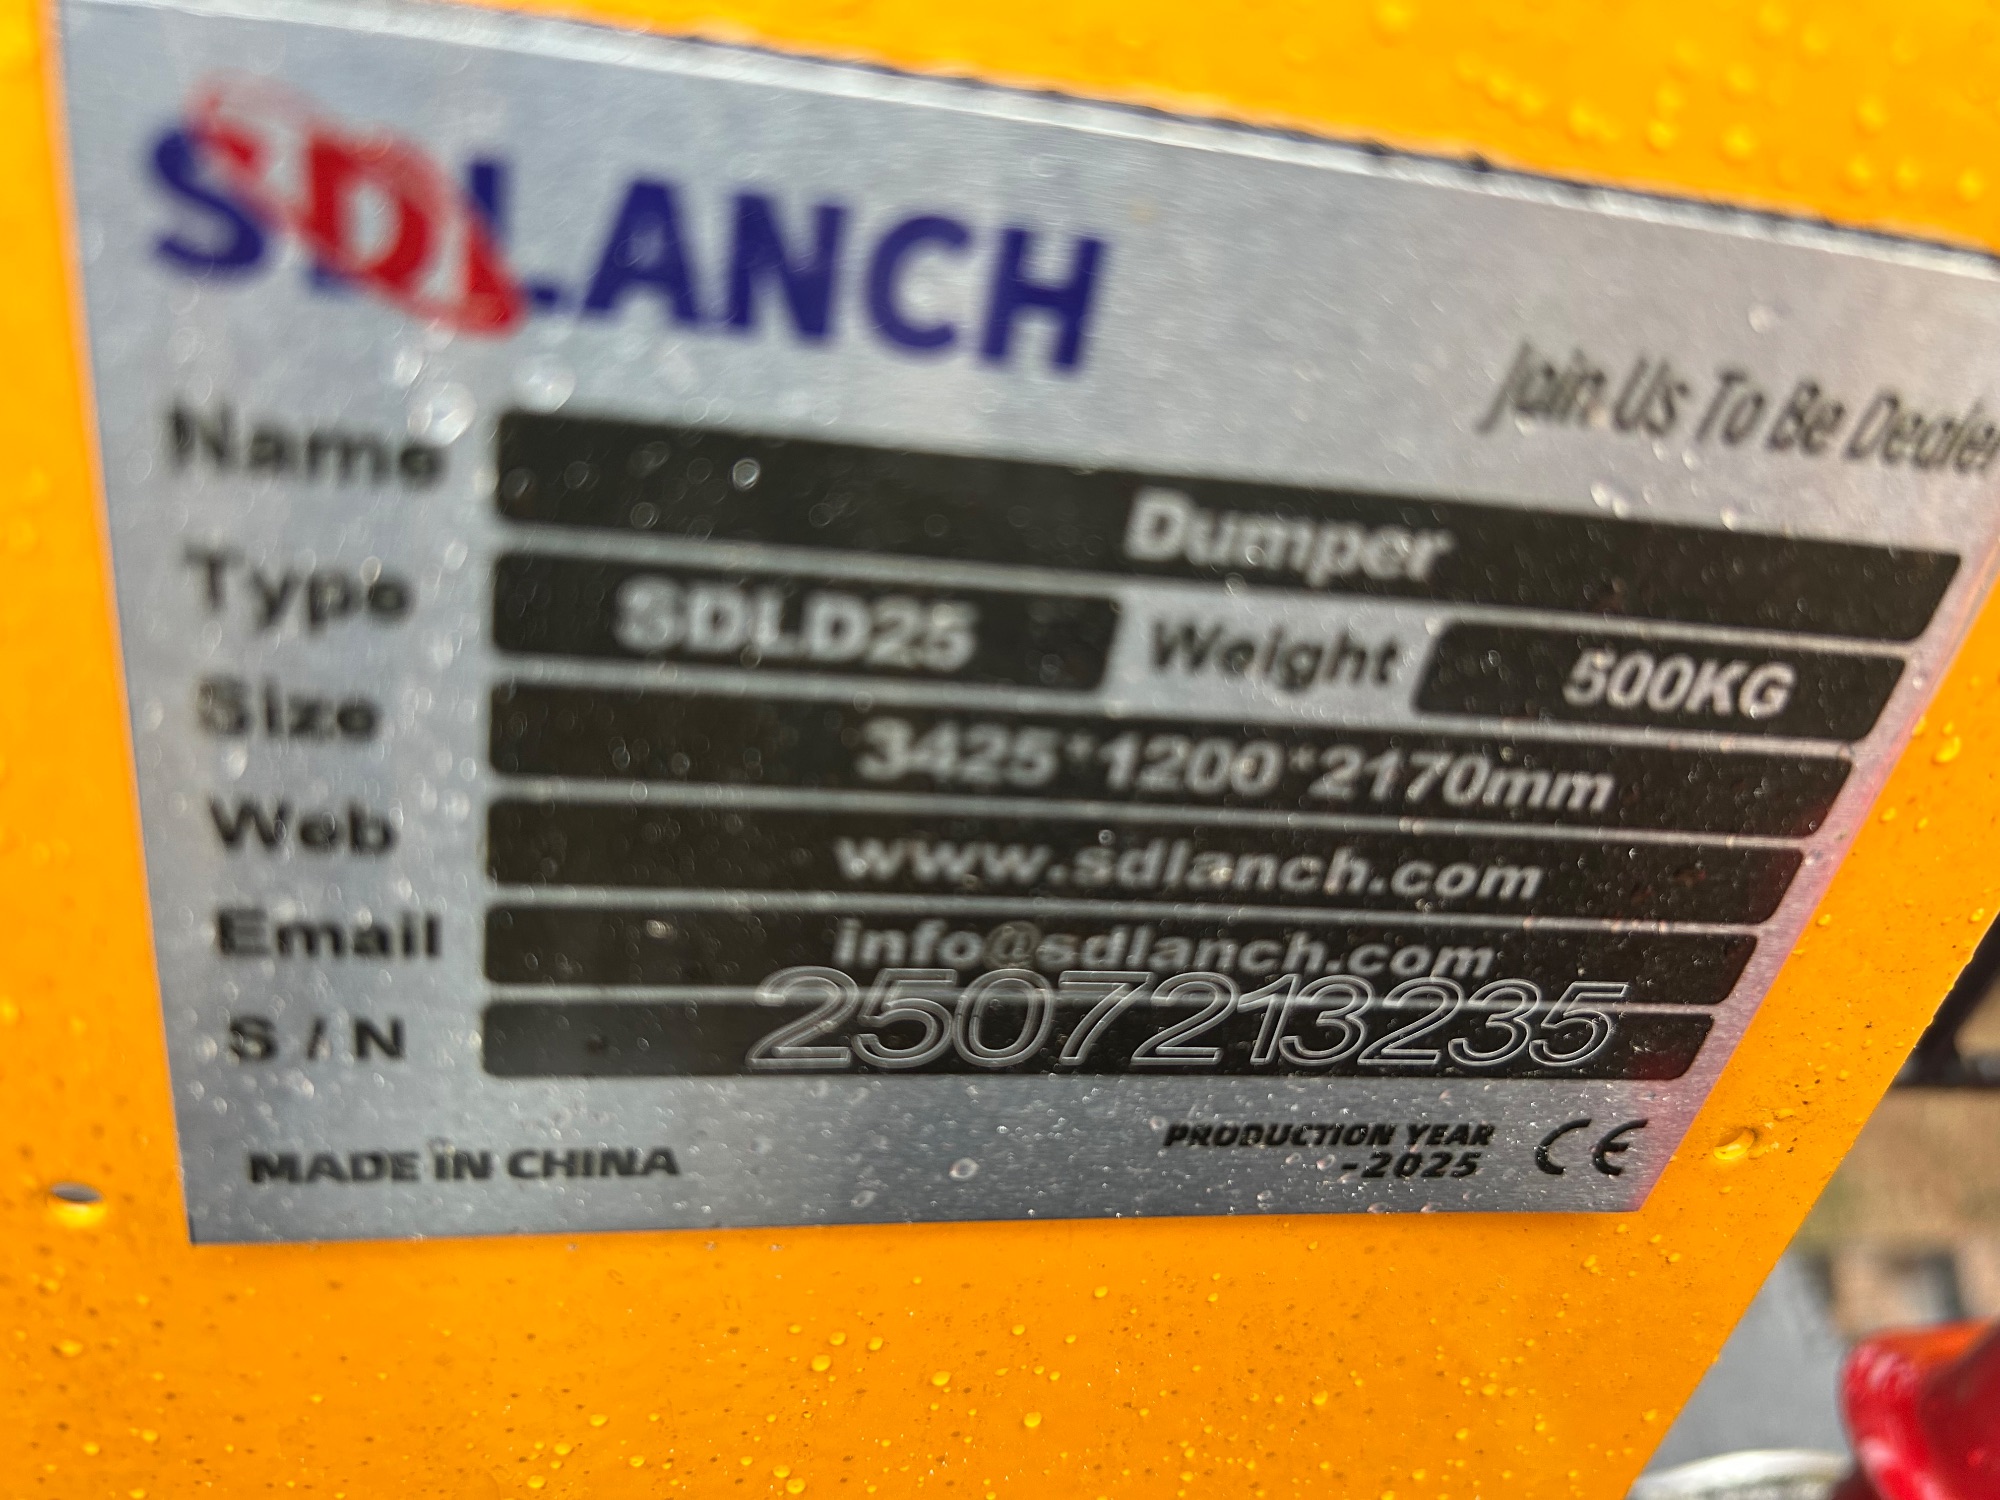 SDLANCH
Join Us To Be Dealer
Name Dumper
Type SDLD25 Weight 500KG
Size 3425*1200*2170mm
Web www.sdlanch.com
Email info@sdlanch.com
S / N 2507213235
MADE IN CHINA
PRODUCTION YEAR
-2025
CE